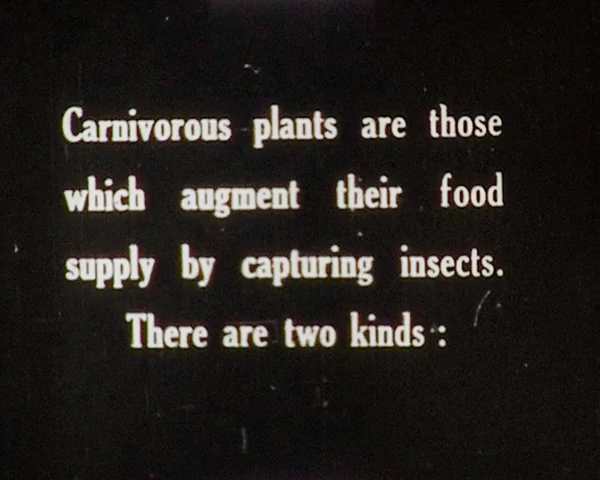 Carnivorous plants are those
which augment their food
supply by capturing insects.
There are two kinds :